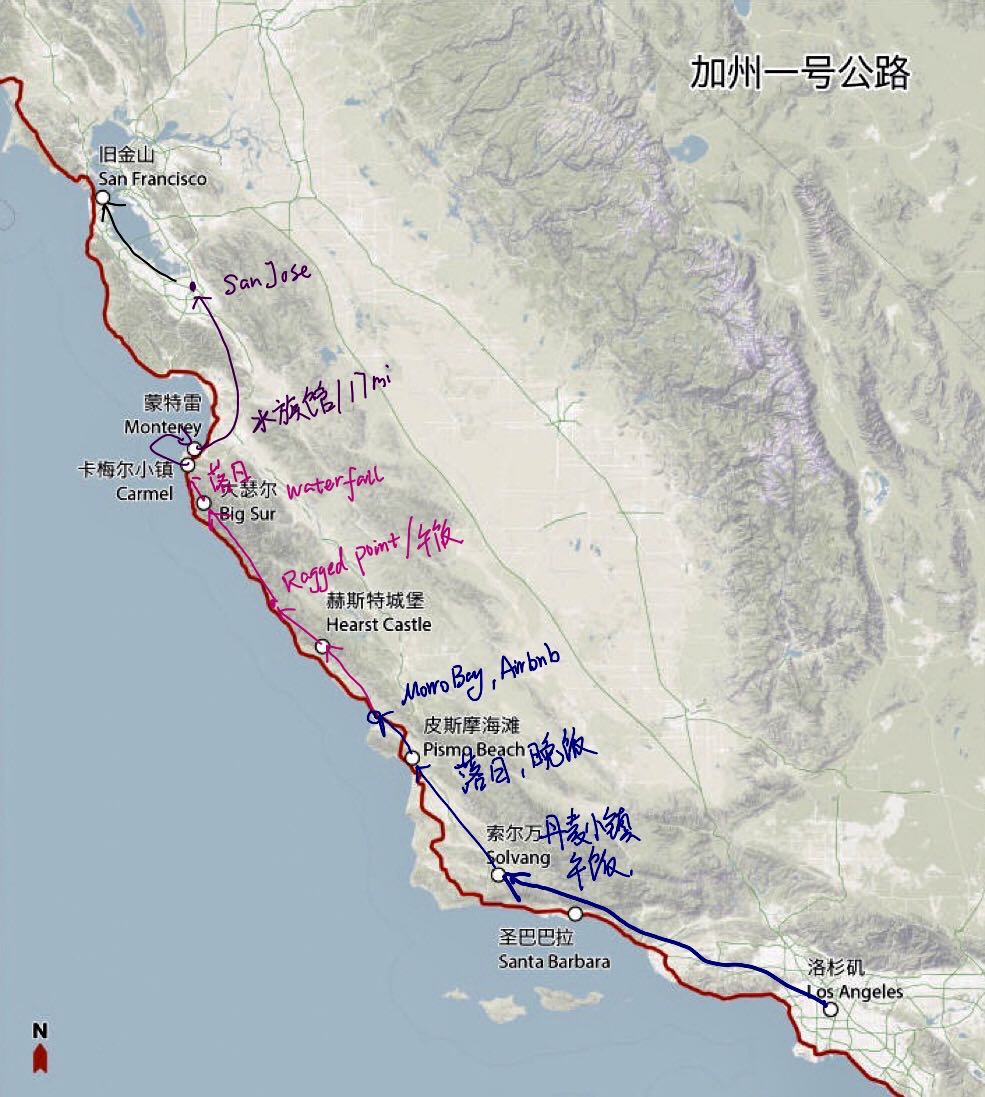 加州一号公路
旧金山
San Francisco
San Jose
水族馆/17mi
蒙特雷
Monterey
卡梅尔小镇
Carmel
落日
waterfall
瑟尔
Big Sur
Ragged point/午饭
赫斯特城堡
Hearst Castle
Morro Bay, Airbnb
皮斯摩海滩
Pismo Beach
落日,晚饭
索尔万
Solvang
丹麦小镇
午饭.
圣巴巴拉
Santa Barbara
洛杉矶
Los Angeles
N